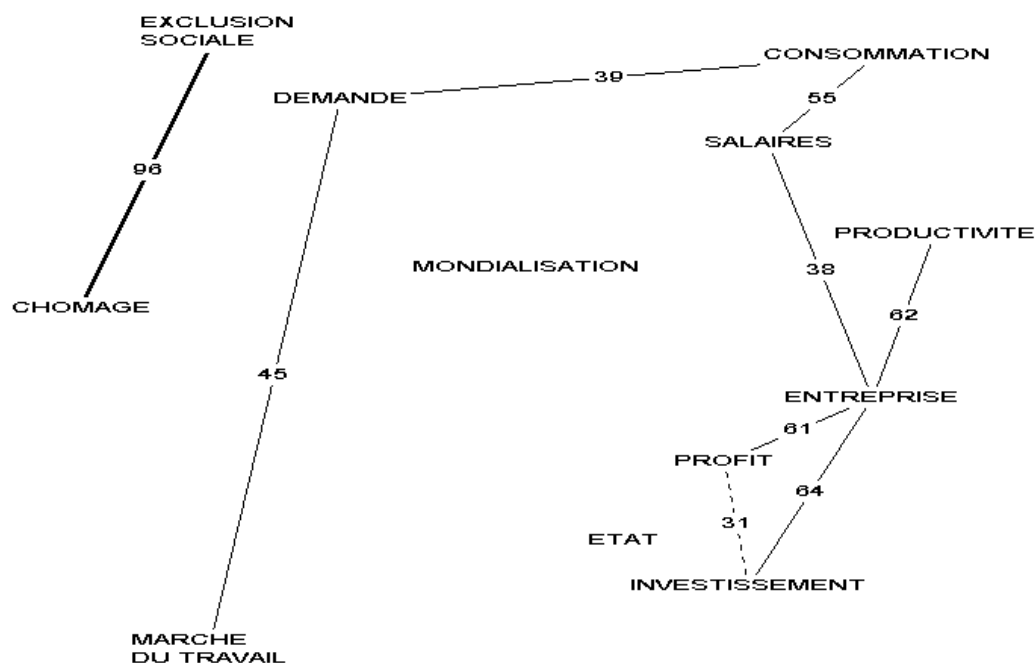 EXCLUSION
SOCIALE
CONSOMMATION
39
DEMANDE
55
SALAIRES
96
PRODUCTIVITE
MONDIALISATION
38
CHOMAGE
62
45
ENTREPRISE
61
PROFIT
64
31
ETAT
INVESTISSEMENT
MARCHE
DU TRAVAIL